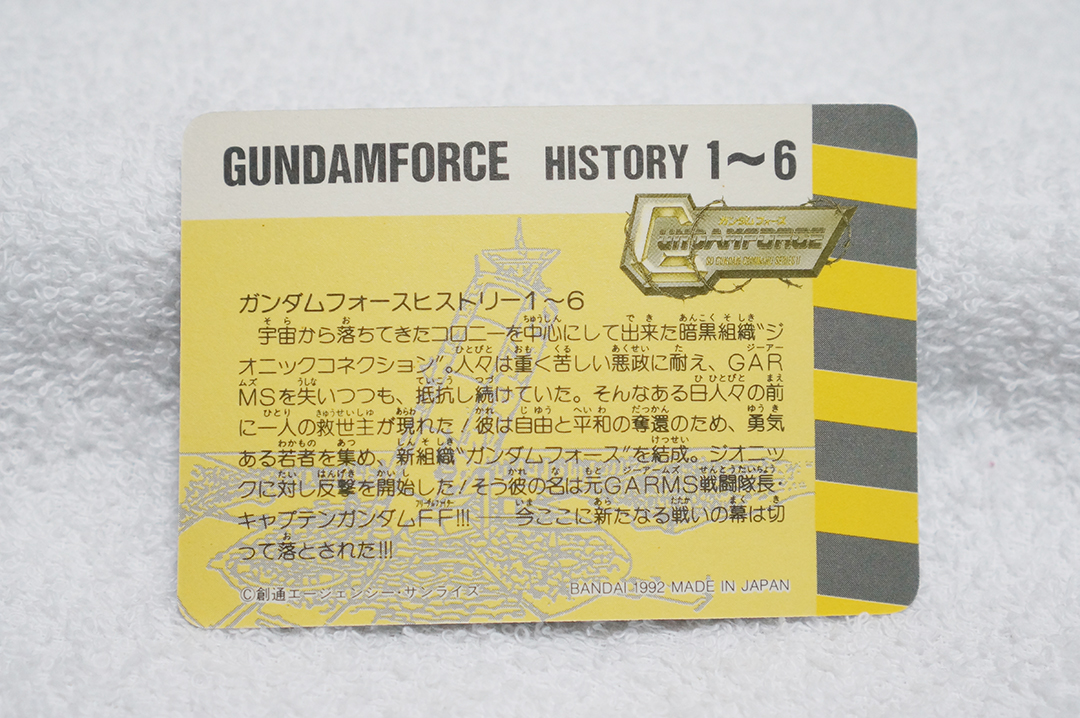 GUNDAMFORCE HISTORY 1〜6
ガンダムフォース
GUNDAMFORCE
ガンダムフォースヒストリー1〜6
宇宙から落ちてきたコロニーを中心にして出来た暗黒組織〝ジ
オニックコネクション〟。人々は重く苦しい悪政に耐え、GAR
MSを失いつつも、抵抗し続けていた。そんなある日人々の前
に一人の救世主が現れた!彼は自由と平和の奪還のため、勇気
ある若者を集め、新組織〝ガンダムフォース〟を結成。ジオニッ
クに対し反撃を開始した!そう彼の名は元GARMS戦闘隊長・
キャプテンガンダムFF!!! 今ここに新たなる戦いの幕は切
って落とされた!!!
©創通エージェンシー・サンライズ
BANDAI 1992 MADE IN JAPAN